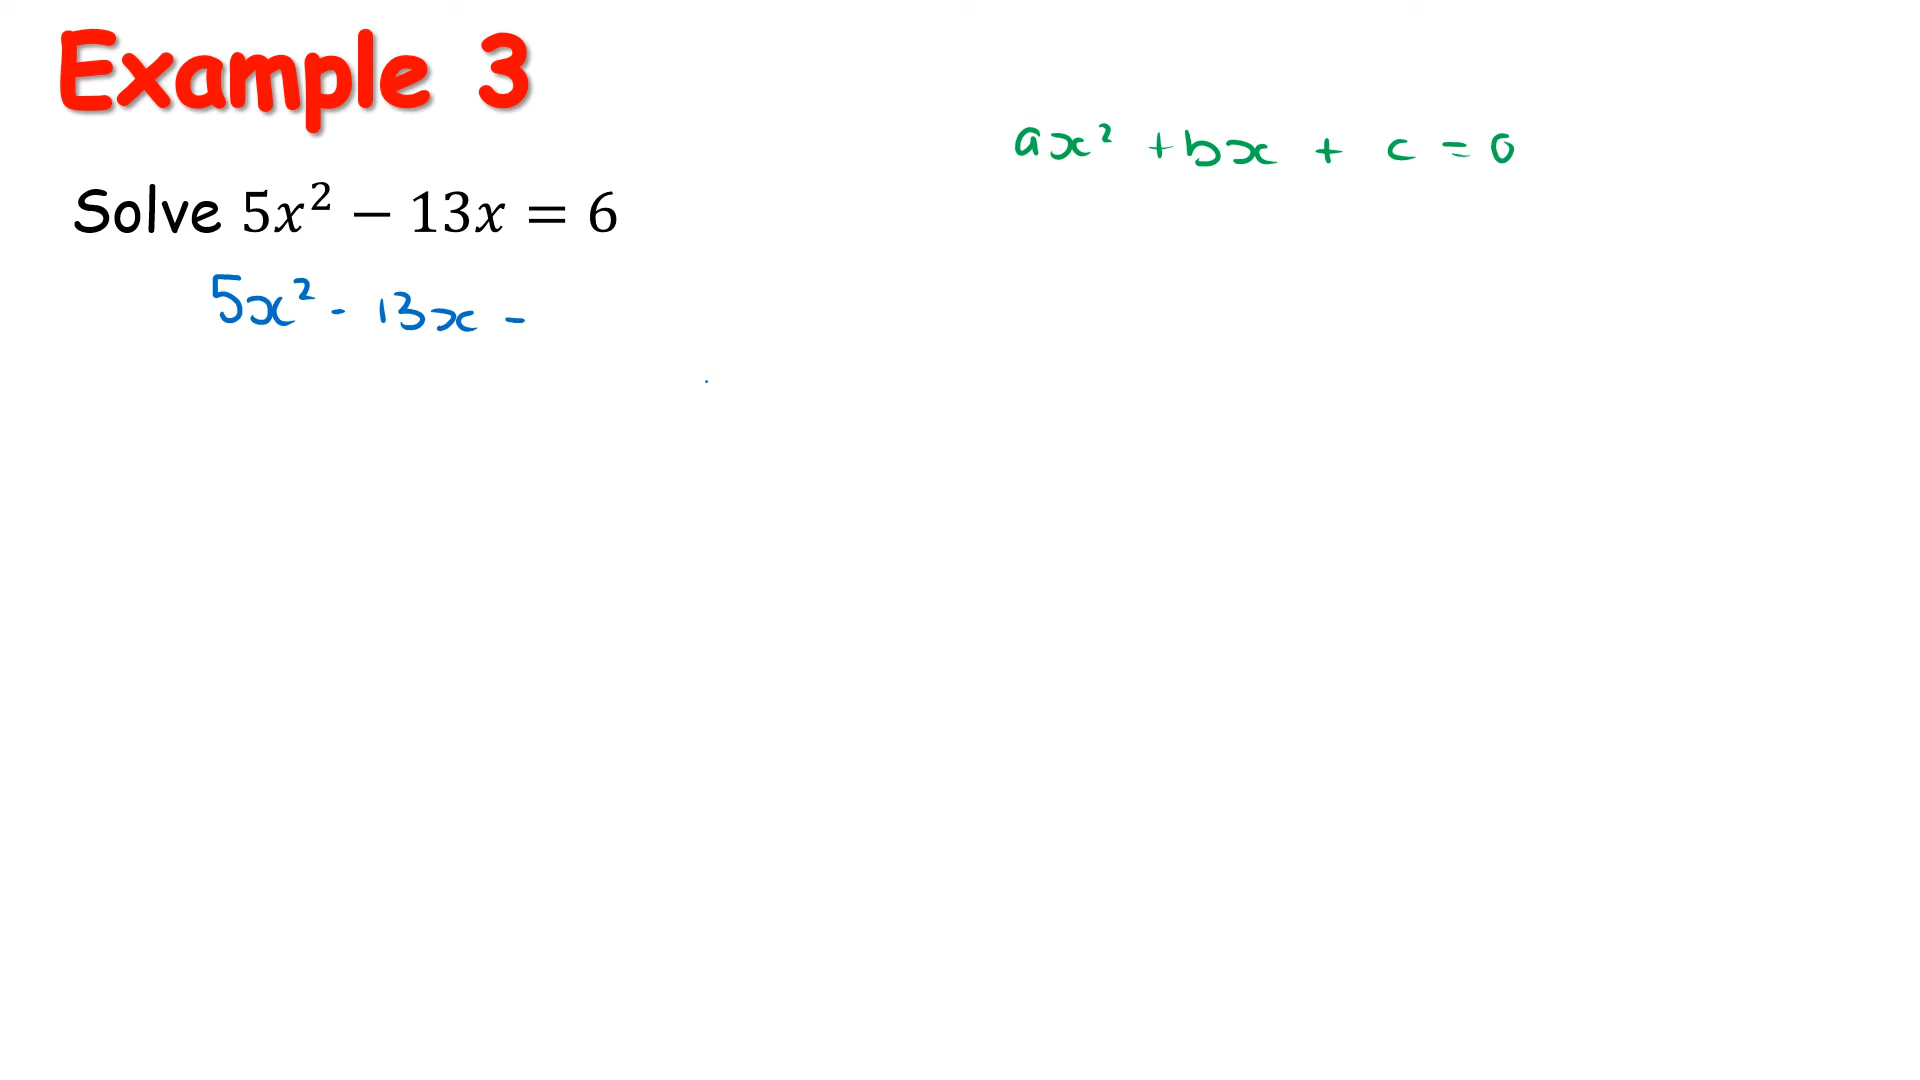 Example 3
ax² + bx + c = 0
Solve 5x² − 13x = 6
5x² - 13x -